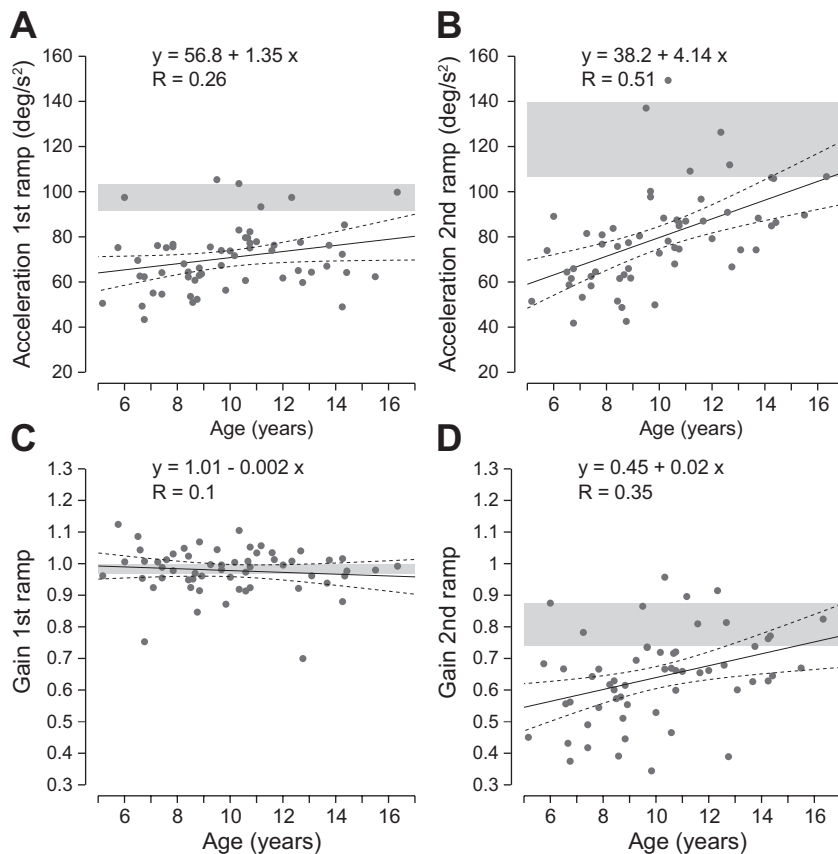 A
y = 56.8 + 1.35 x
R = 0.26
Acceleration 1st ramp (deg/s²)
160
140
120
100
80
60
40
20
6 8 10 12 14 16
Age (years)
B
y = 38.2 + 4.14 x
R = 0.51
Acceleration 2nd ramp (deg/s²)
160
140
120
100
80
60
40
20
6 8 10 12 14 16
Age (years)
C
y = 1.01 - 0.002 x
R = 0.1
Gain 1st ramp
1.3
1.2
1.1
1.0
0.9
0.8
0.7
0.6
0.5
0.4
0.3
6 8 10 12 14 16
Age (years)
D
y = 0.45 + 0.02 x
R = 0.35
Gain 2nd ramp
1.3
1.2
1.1
1.0
0.9
0.8
0.7
0.6
0.5
0.4
0.3
6 8 10 12 14 16
Age (years)